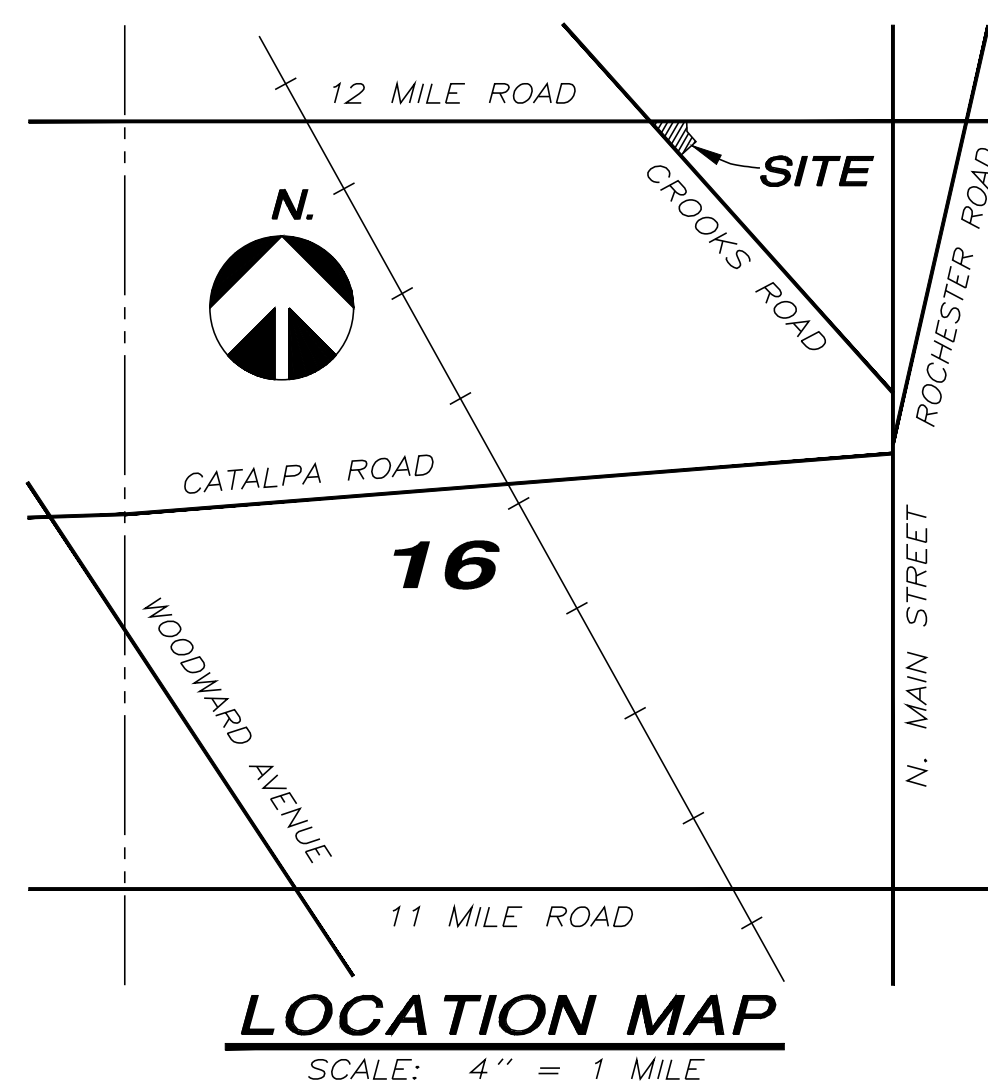 12 MILE ROAD
SITE
N.
CROOKS ROAD
ROCHESTER ROAD
CATALPA ROAD
16
N. MAIN STREET
WOODWARD AVENUE
11 MILE ROAD
LOCATION MAP
SCALE: 4" = 1 MILE